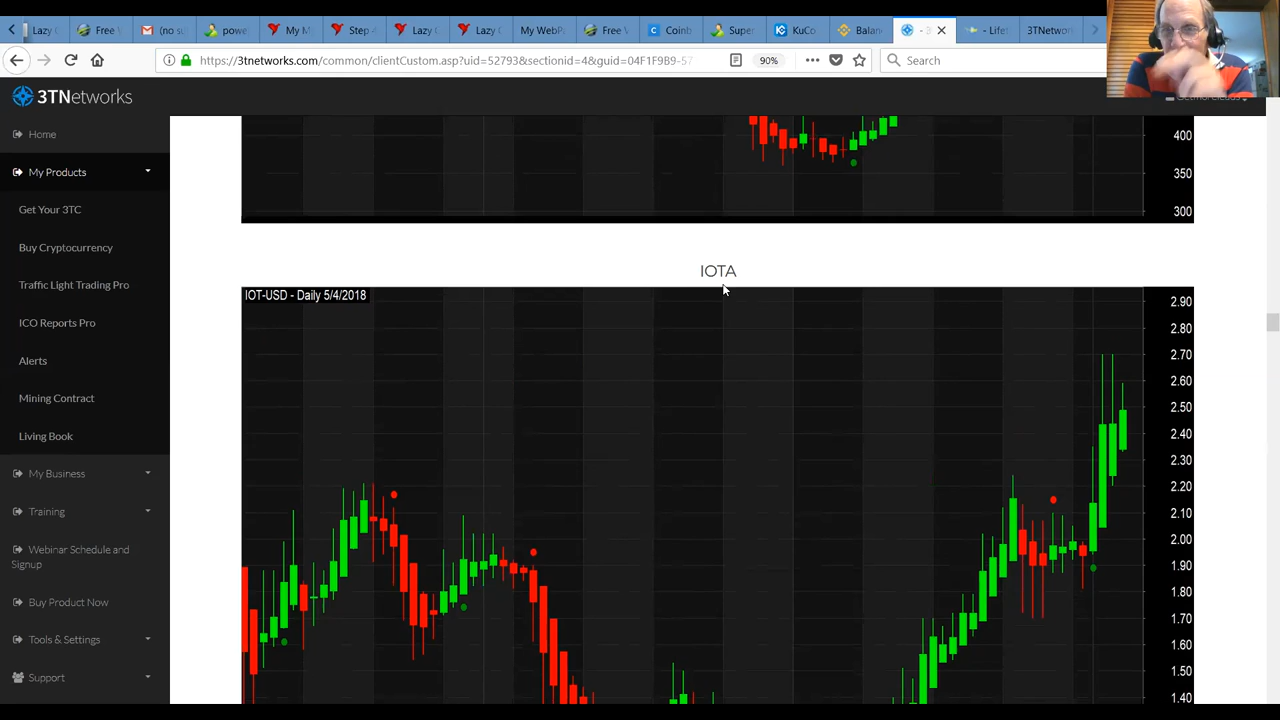 Lazy
Free V
(no su
powe
My M
Step -
Lazy
Lazy C
My WebP
Free V
Coinb
Super
KuCo
Balan
- Lifet
3TNetwor
https://3tnetworks.com/common/clientC
?uid=52793&sectionid=4&guid=04F1F9B9-57
90%
Search
3TNetworks
Home
My Products
Get Your 3TC
Buy Cryptocurrency
Traffic Light Trading Pro
ICO Reports Pro
Alerts
Mining Contract
Living Book
My Business
Training
Webinar Schedule and
Signup
Buy Product Now
Tools & Settings
Support
400
350
300
IOTA
IOT-USD - Daily 5/4/2018
2.90
2.80
2.70
2.60
2.50
2.40
2.30
2.20
2.10
2.00
1.90
1.80
1.70
1.60
1.50
1.40